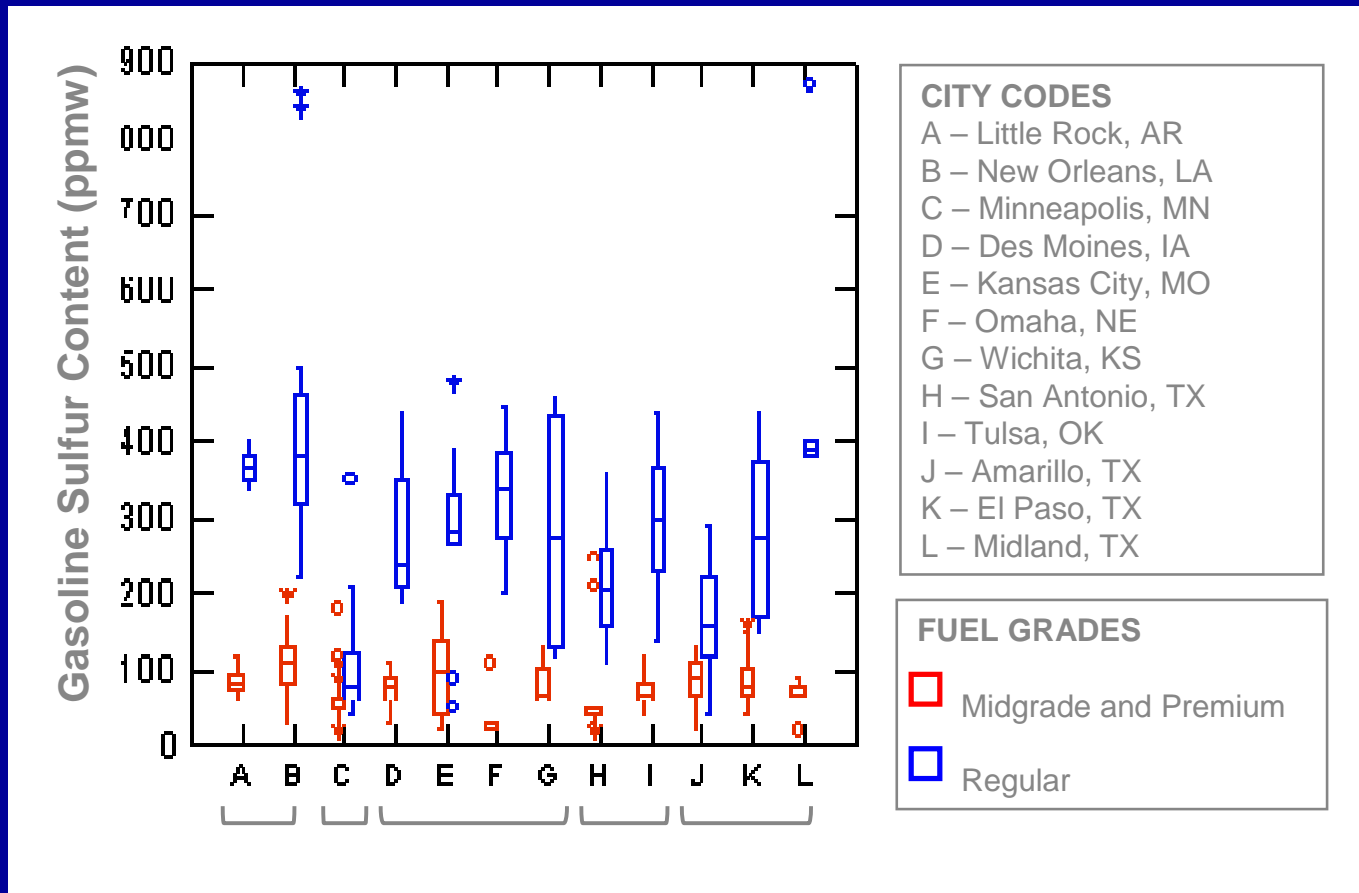 Gasoline Sulfur Content (ppmw)
900
800
700
600
500
400
300
200
100
0
A B C D E F G H I J K L
CITY CODES
A – Little Rock, AR
B – New Orleans, LA
C – Minneapolis, MN
D – Des Moines, IA
E – Kansas City, MO
F – Omaha, NE
G – Wichita, KS
H – San Antonio, TX
I – Tulsa, OK
J – Amarillo, TX
K – El Paso, TX
L – Midland, TX
FUEL GRADES
Midgrade and Premium
Regular